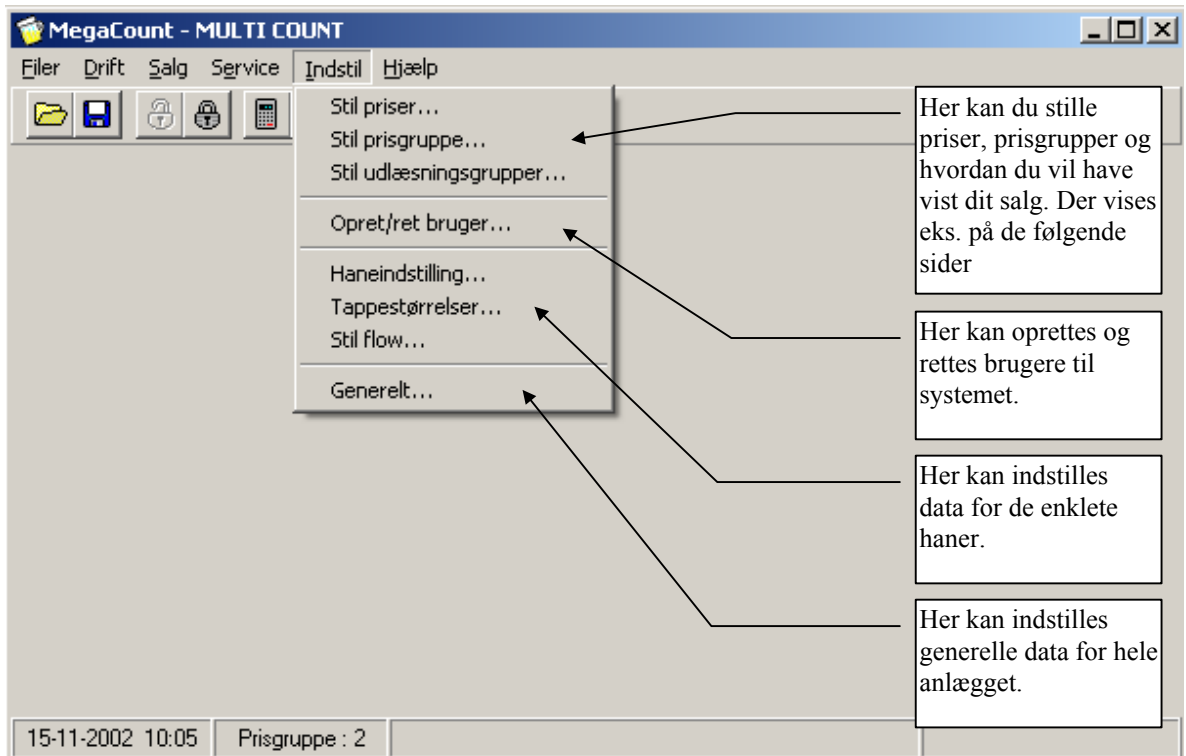 MegaCount - MULTI COUNT
Filer Drift Salg Service Indstil Hjælp
Stil priser...
Stil prisgruppe...
Stil udlæsningsgrupper...
Opret/ret bruger...
Haneindstilling...
Tappestørrelser...
Stil flow...
Generelt...
Her kan du stille
priser, prisgrupper og
hvordan du vil have
vist dit salg. Der vises
eks. på de følgende
sider
Her kan oprettes og
rettes brugere til
systemet.
Her kan indstilles
data for de enklete
haner.
Her kan indstilles
generelle data for hele
anlægget.
15-11-2002 10:05 Prisgruppe : 2